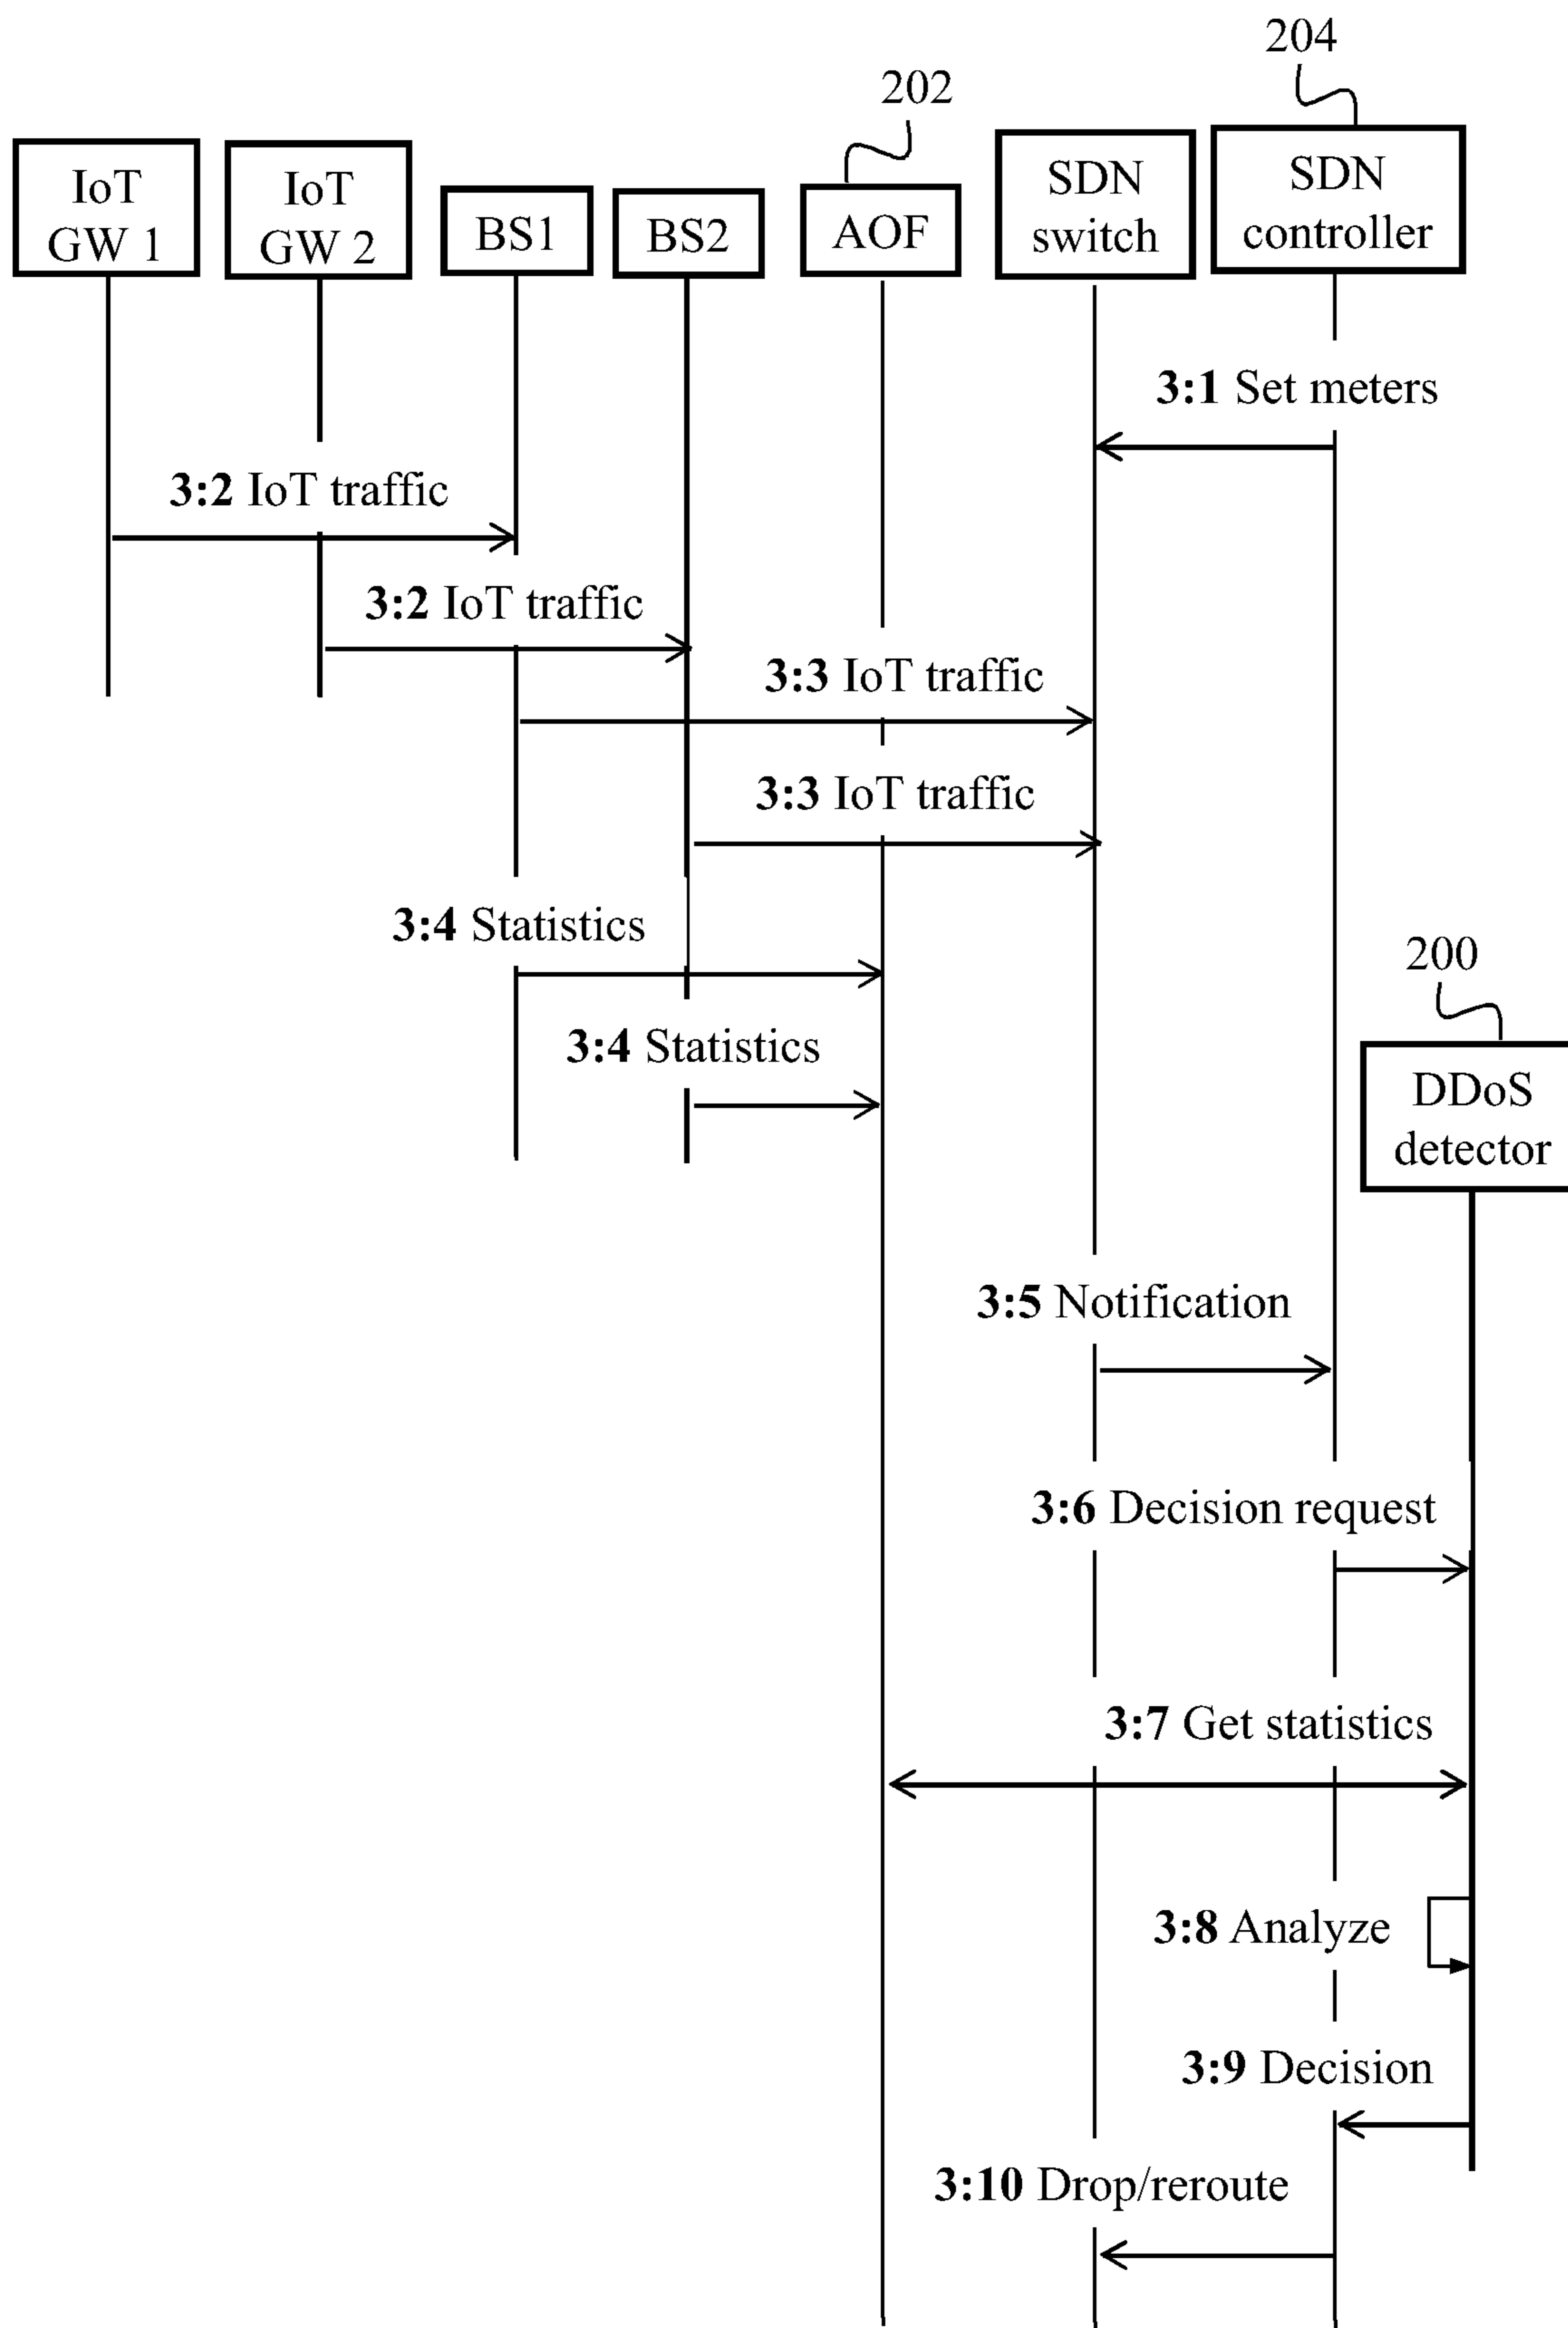 204
202
IoT
GW 1
IoT
GW 2
BS1
BS2
AOF
SDN
switch
SDN
controller
3:1 Set meters
3:2 IoT traffic
3:2 IoT traffic
3:3 IoT traffic
3:3 IoT traffic
3:4 Statistics
200
3:4 Statistics
DDoS
detector
3:5 Notification
3:6 Decision request
3:7 Get statistics
3:8 Analyze
3:9 Decision
3:10 Drop/reroute